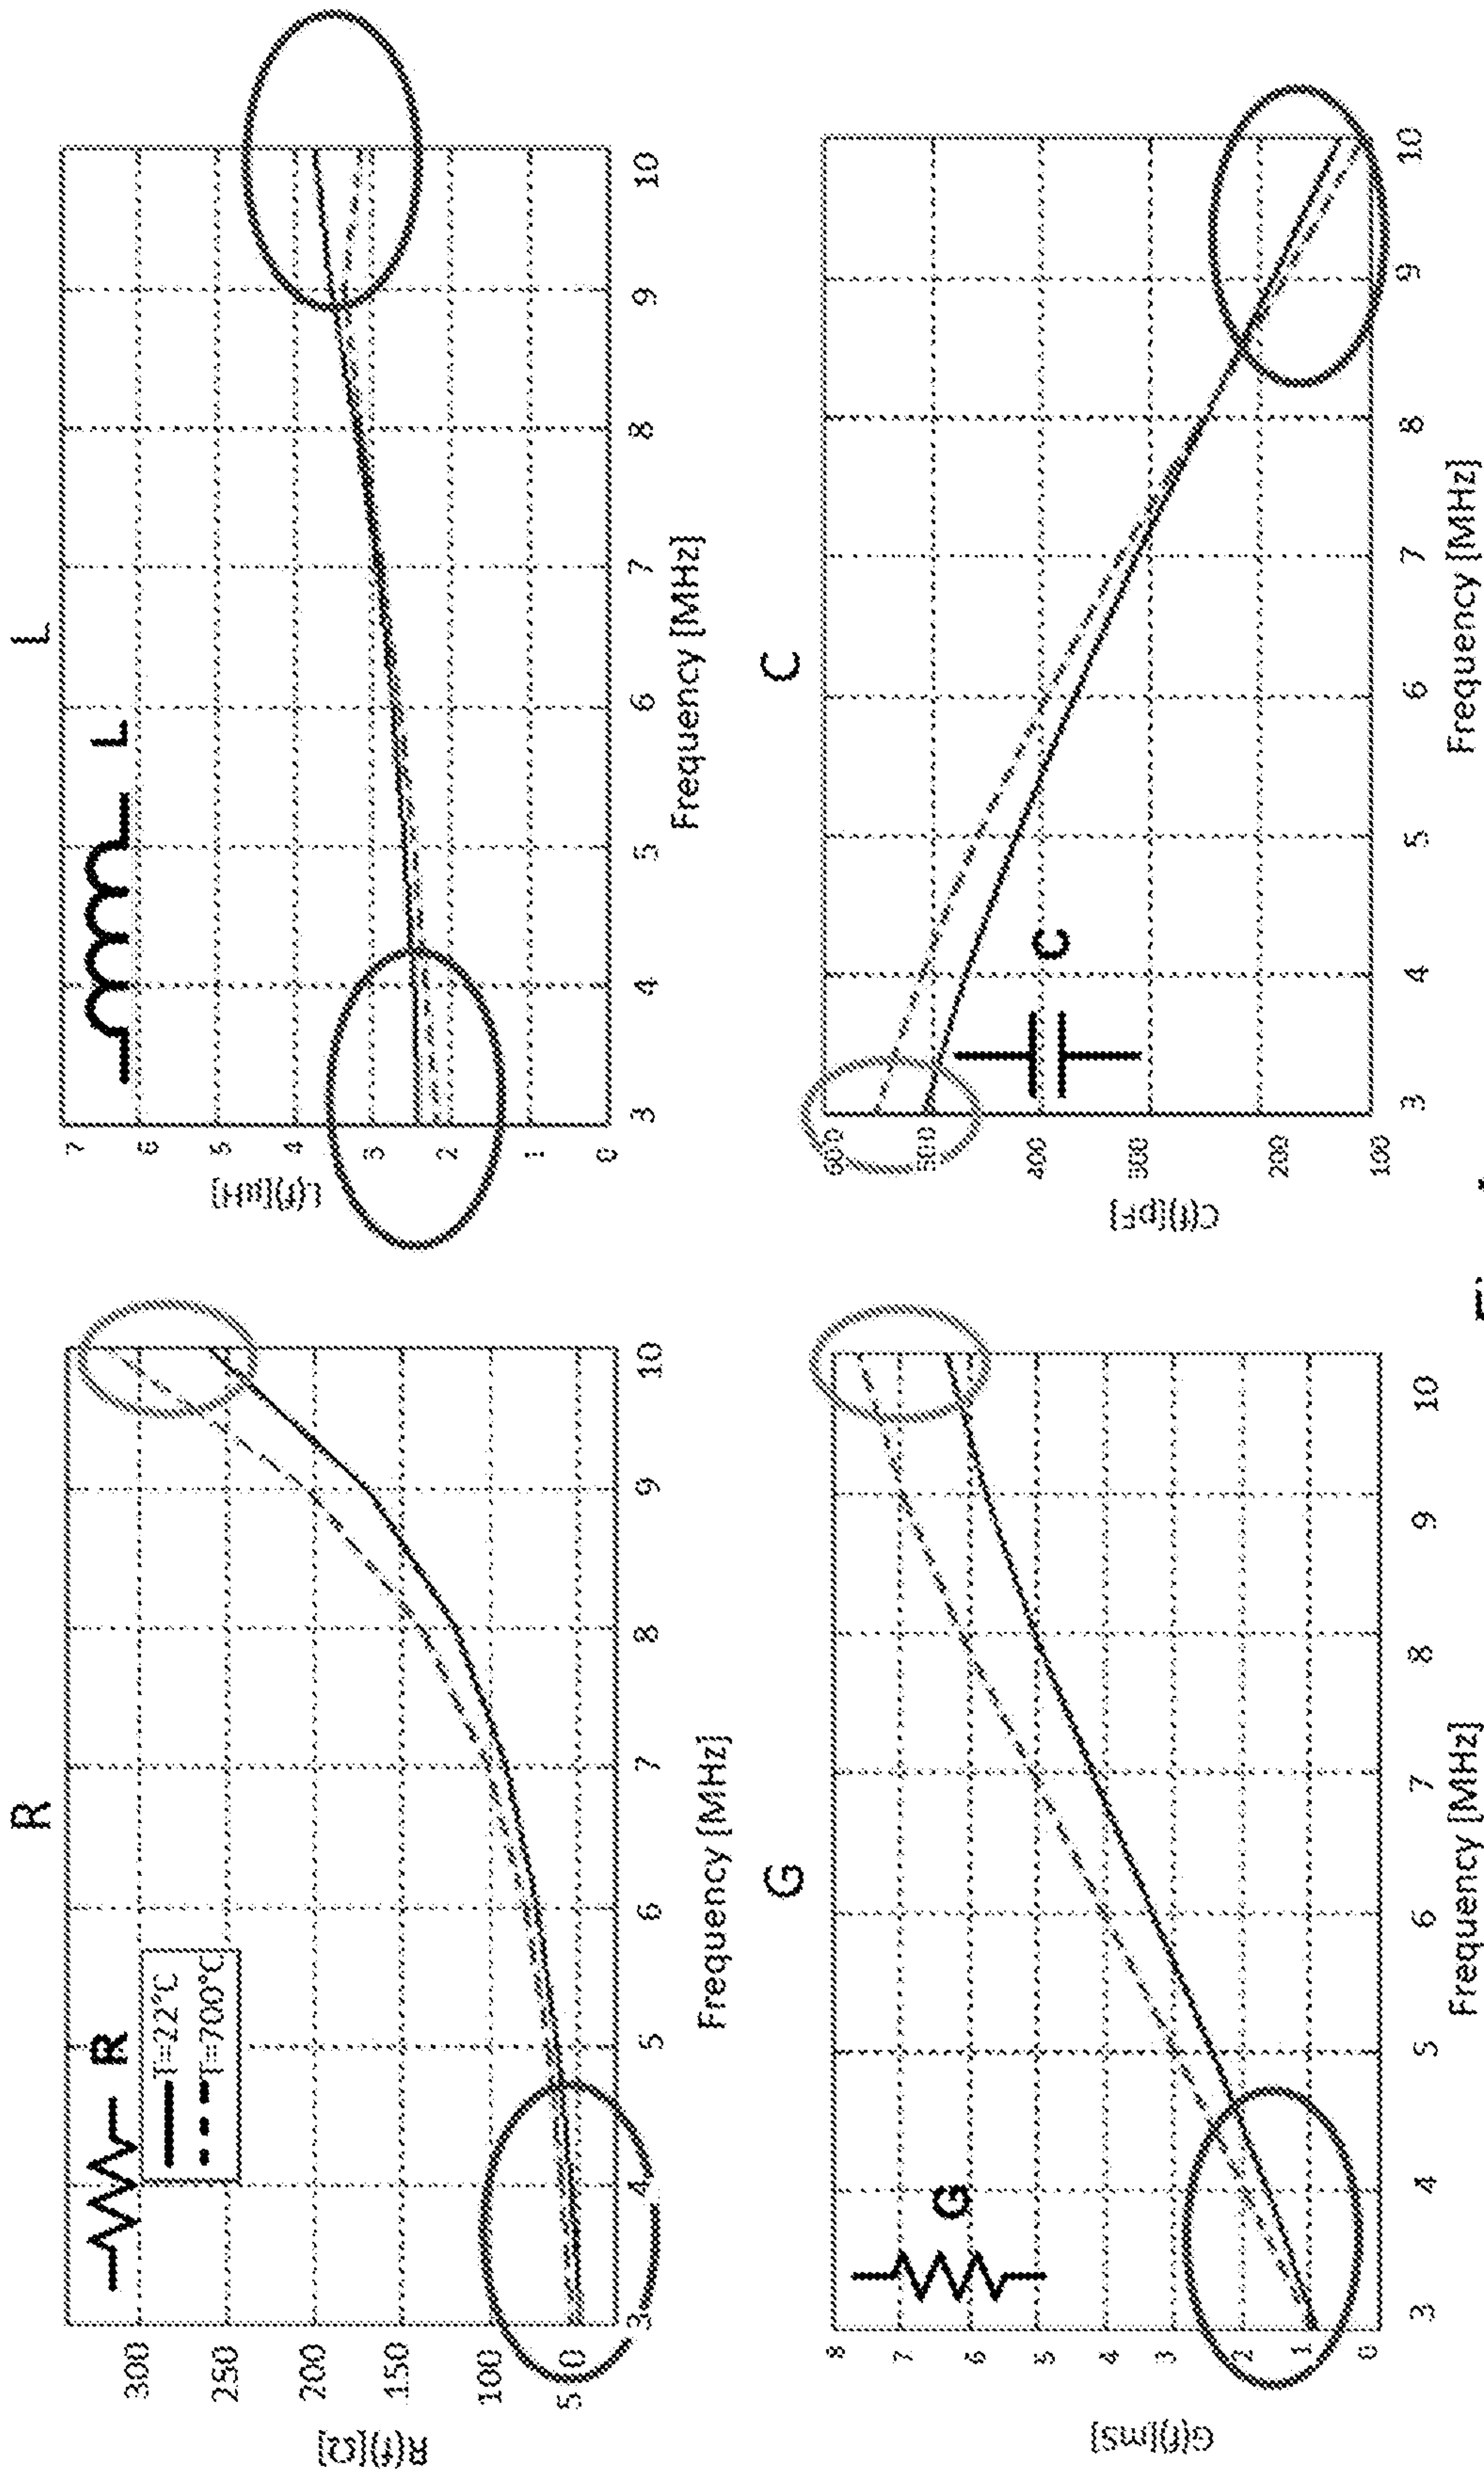 R
R
T=22°C
T=700°C
300
250
200
150
100
50
R(f)[Ω]
3 4 5 6 7 8 9 10
Frequency [MHz]
L
L
7
6
5
4
3
2
1
0
L(f)[µH]
3 4 5 6 7 8 9 10
Frequency [MHz]
G
G
8
7
6
5
4
3
2
1
0
G(f)[mS]
3 4 5 6 7 8 9 10
Frequency [MHz]
C
C
600
500
400
300
200
100
C(f)[pF]
3 4 5 6 7 8 9 10
Frequency [MHz]